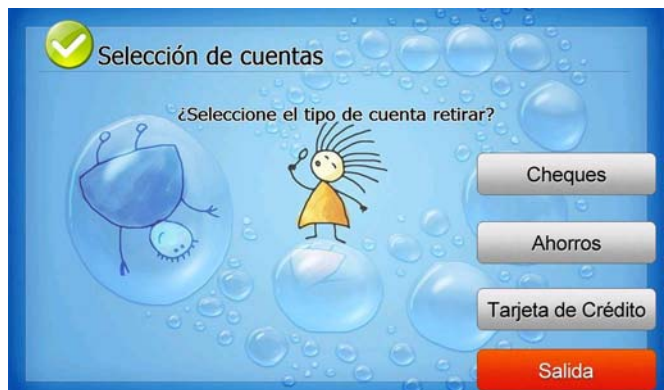 Selección de cuentas
¿Seleccione el tipo de cuenta retirar?
Cheques
Ahorros
Tarjeta de Crédito
Salida